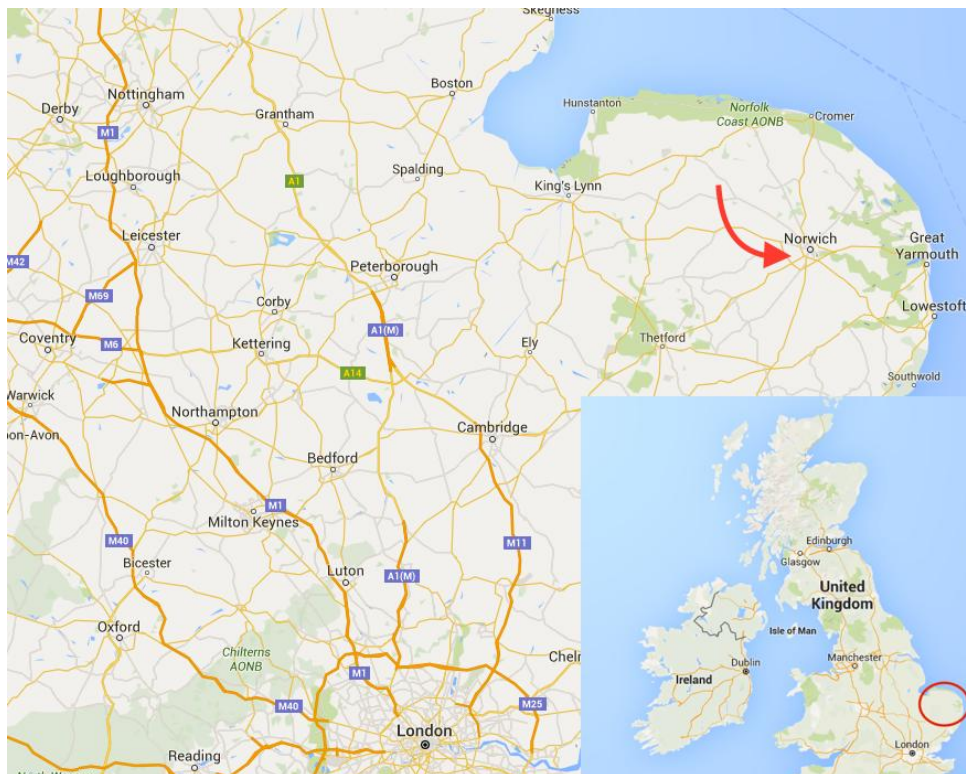 Skegness
Nottingham
Derby
M1
Grantham
Boston
Hunstanton
Norfolk
Coast AONB
Cromer
Loughborough
A1
Spalding
King's Lynn
Leicester
Norwich
Great
Yarmouth
M42
Peterborough
M69
Corby
Lowestoft
Coventry
M6
Kettering
A1(M)
Ely
Thetford
A14
Southwold
Warwick
Northampton
Cambridge
oon-Avon
Bedford
M1
Milton Keynes
M40
M11
Bicester
Luton
A1(M)
Oxford
Chilterns
AONB
Cheln
M1
M40
M25
London
Reading
Edinburgh
Glasgow
United
Kingdom
Isle of Man
Dublin
Ireland
Manchester
London